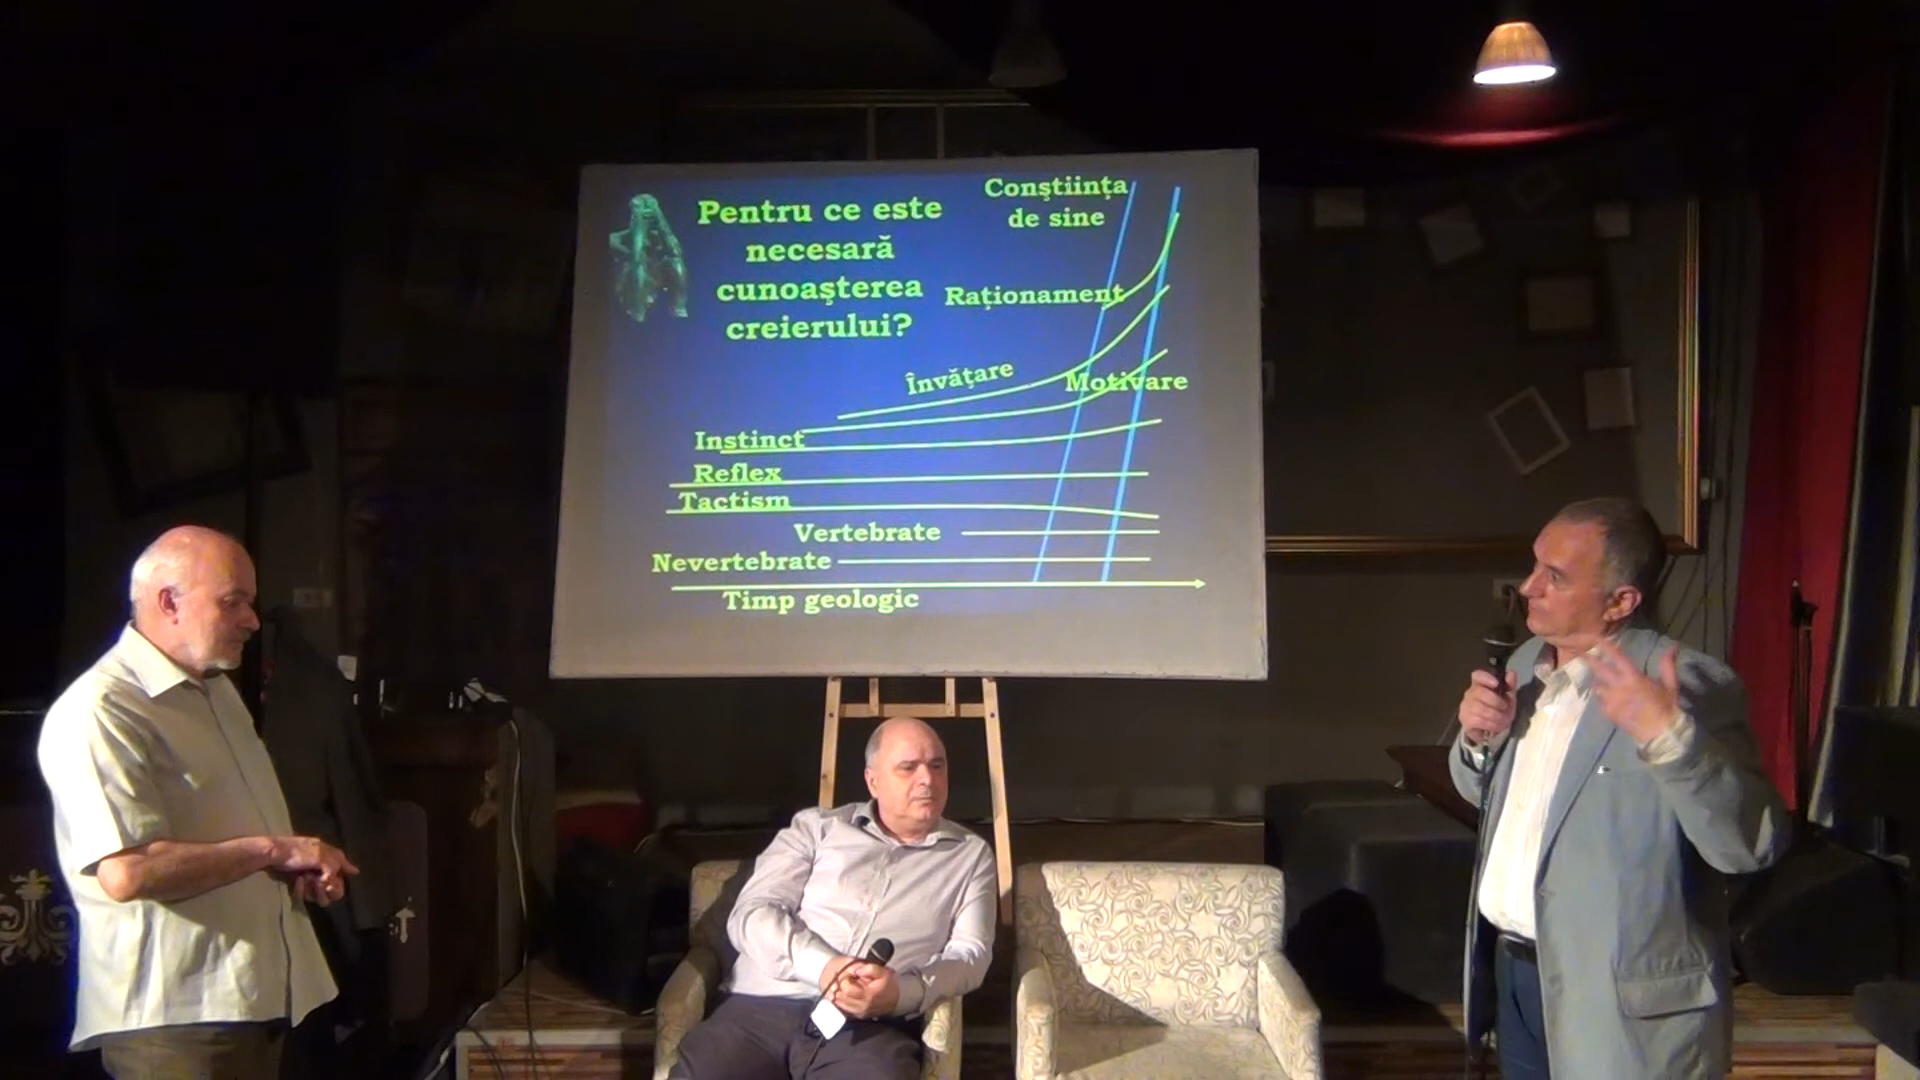 Pentru ce este
necesară
cunoaşterea
creierului?
Conştiinţa
de sine
Raţionament
Învăţare
Motivare
Instinct
Reflex
Tactism
Vertebrate
Nevertebrate
Timp geologic